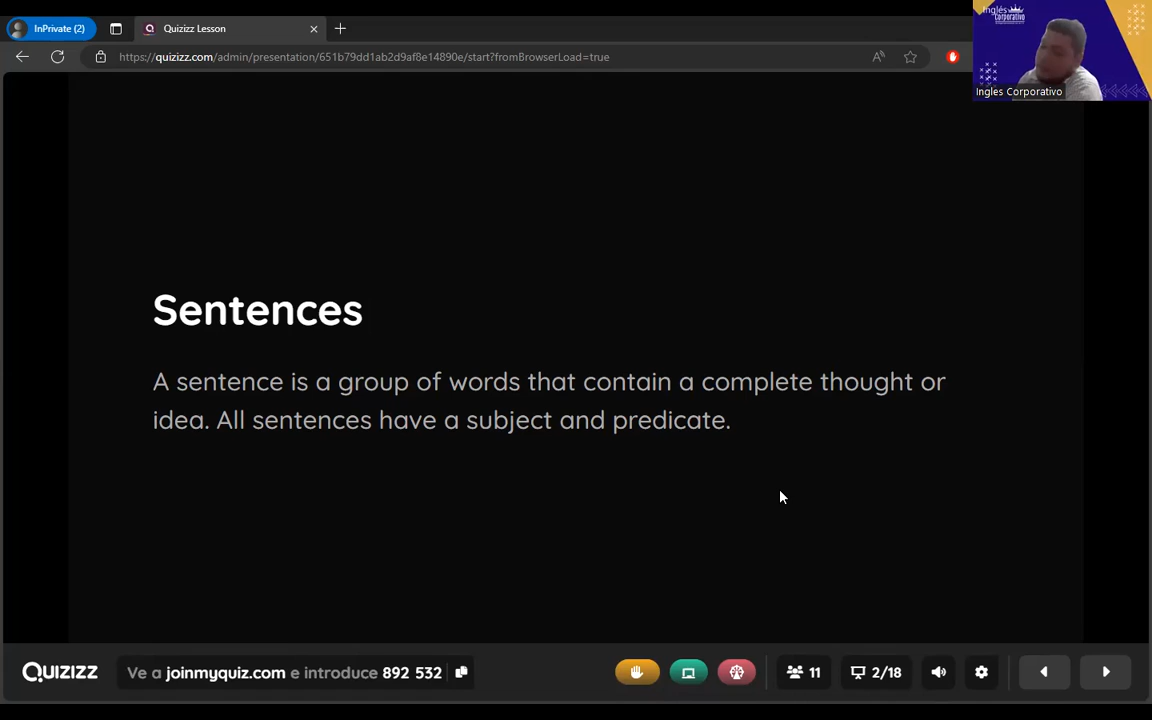 InPrivate (2)
Quizizz Lesson
https://quizizz.com/admin/presentation/651b79dd1ab2d9af8e14890e/start?fromBrowserLoad=true
Inglés
Corporativo
Ingles Corporativo
Sentences
A sentence is a group of words that contain a complete thought or
idea. All sentences have a subject and predicate.
QUIZIZZ
Ve a joinmyquiz.com e introduce 892 532
11
2/18